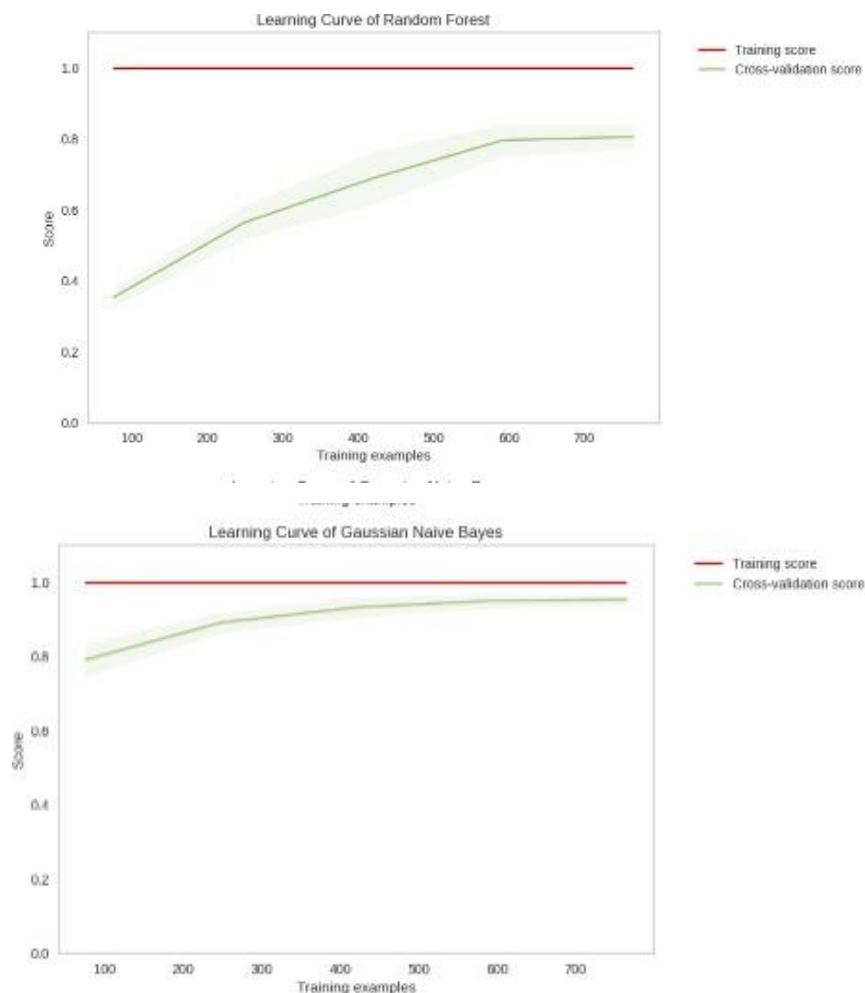 Learning Curve of Random Forest
Training score
Cross-validation score
1.0
0.8
0.6
0.4
0.2
0.0
Score
100 200 300 400 500 600 700
Training examples
Learning Curve of Gaussian Naive Bayes
Training score
Cross-validation score
1.0
0.8
0.6
0.4
0.2
0.0
Score
100 200 300 400 500 600 700
Training examples